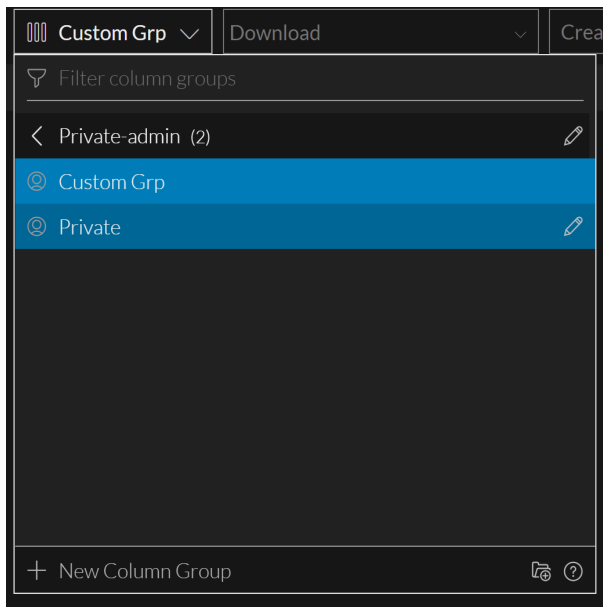 Custom Grp
Download
Crea
Filter column groups
Private-admin (2)
Custom Grp
Private
New Column Group